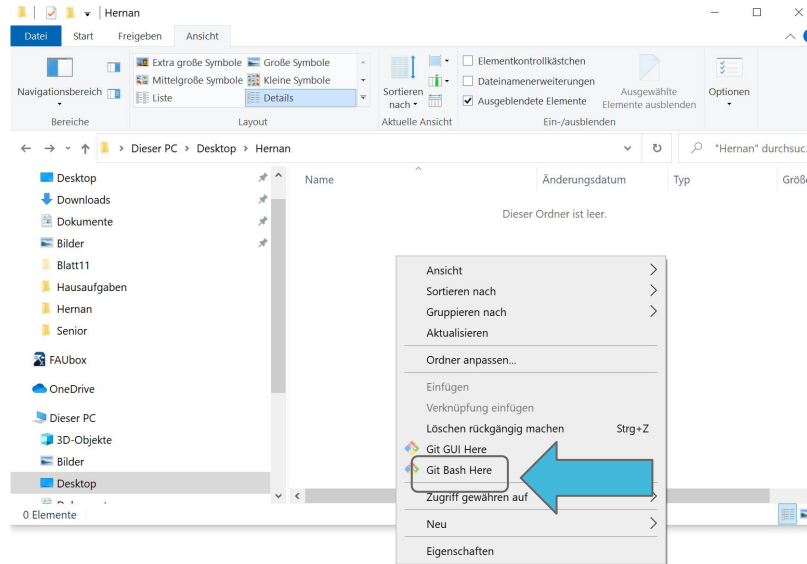 Hernan
Datei Start Freigeben Ansicht
Navigationsbereich
Extra große Symbole Große Symbole
Mittelgroße Symbole Kleine Symbole
Liste Details
Sortieren nach
Elementkontrollkästchen
Dateinamenerweiterungen
Ausgeblendete Elemente
Ausgewählte
Elemente ausblenden
Optionen
Bereiche Layout Aktuelle Ansicht Ein-/ausblenden
Dieser PC Desktop Hernan
"Hernan" durchsuc.
Name Änderungsdatum Typ Größe
Dieser Ordner ist leer.
Desktop
Downloads
Dokumente
Bilder
Blatt11
Hausaufgaben
Hernan
Senior
FAUbox
OneDrive
Dieser PC
3D-Objekte
Bilder
Desktop
0 Elemente
Ansicht
Sortieren nach
Gruppieren nach
Aktualisieren
Ordner anpassen...
Einfügen
Verknüpfung einfügen
Löschen rückgängig machen Strg+Z
Git GUI Here
Git Bash Here
Zugriff gewähren auf
Neu
Eigenschaften